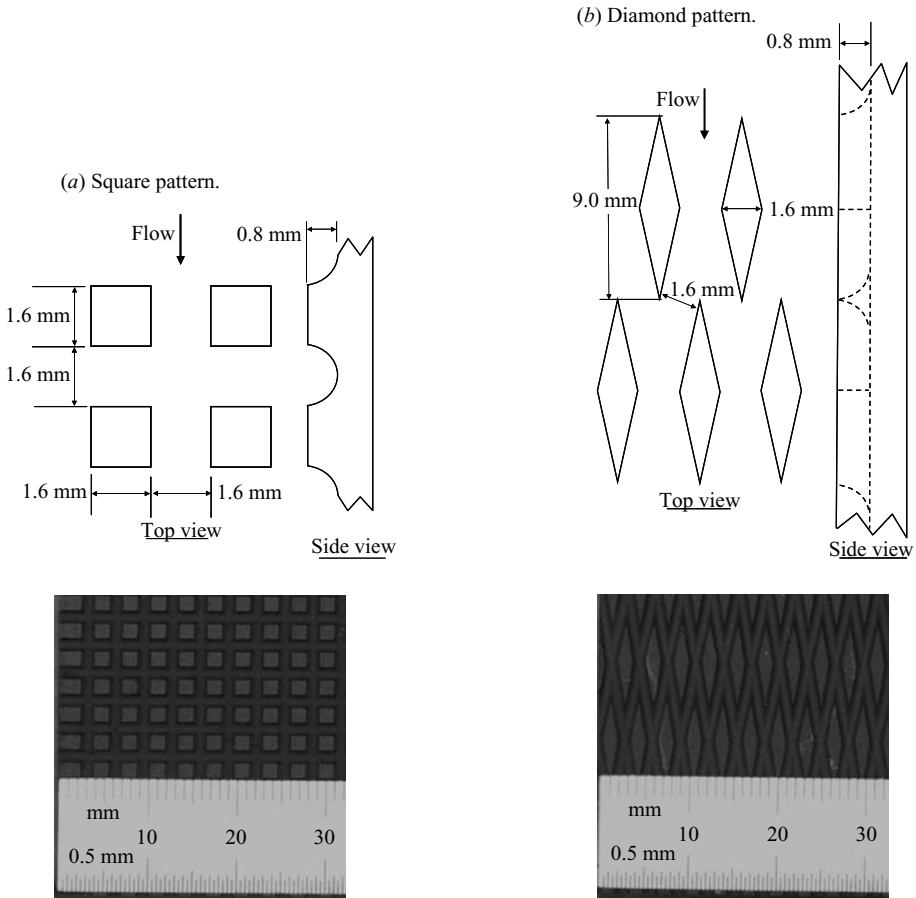 (a) Square pattern.
Flow
0.8 mm
1.6 mm
1.6 mm
1.6 mm
1.6 mm
Top view
Side view
(b) Diamond pattern.
0.8 mm
Flow
9.0 mm
1.6 mm
1.6 mm
Top view
Side view
mm
10
20
30
0.5 mm
mm
10
20
30
0.5 mm